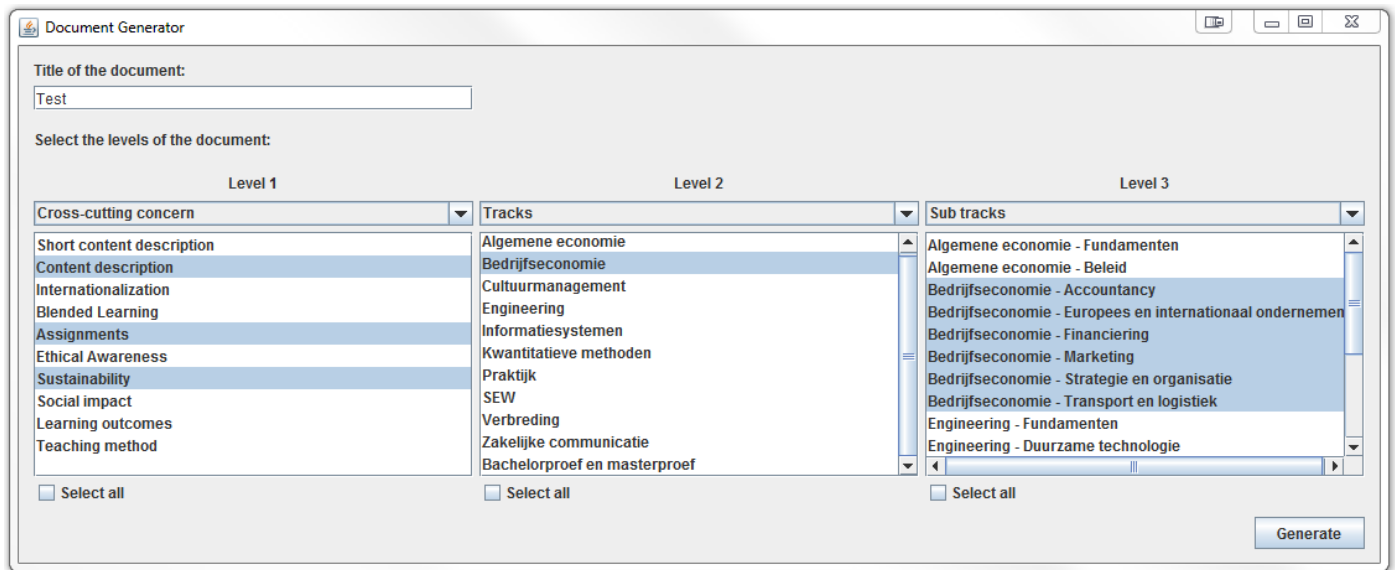 Document Generator
Title of the document:
Test
Select the levels of the document:
Level 1
Cross-cutting concern
Short content description
Content description
Internationalization
Blended Learning
Assignments
Ethical Awareness
Sustainability
Social impact
Learning outcomes
Teaching method
Select all
Level 2
Tracks
Algemene economie
Bedrijfseconomie
Cultuurmanagement
Engineering
Informatiesystemen
Kwantitatieve methoden
Praktijk
SEW
Verbreding
Zakelijke communicatie
Bachelorproef en masterproef
Select all
Level 3
Sub tracks
Algemene economie - Fundamenten
Algemene economie - Beleid
Bedrijfseconomie - Accountancy
Bedrijfseconomie - Europees en internationaal ondernemen
Bedrijfseconomie - Financiering
Bedrijfseconomie - Marketing
Bedrijfseconomie - Strategie en organisatie
Bedrijfseconomie - Transport en logistiek
Engineering - Fundamenten
Engineering - Duurzame technologie
Select all
Generate